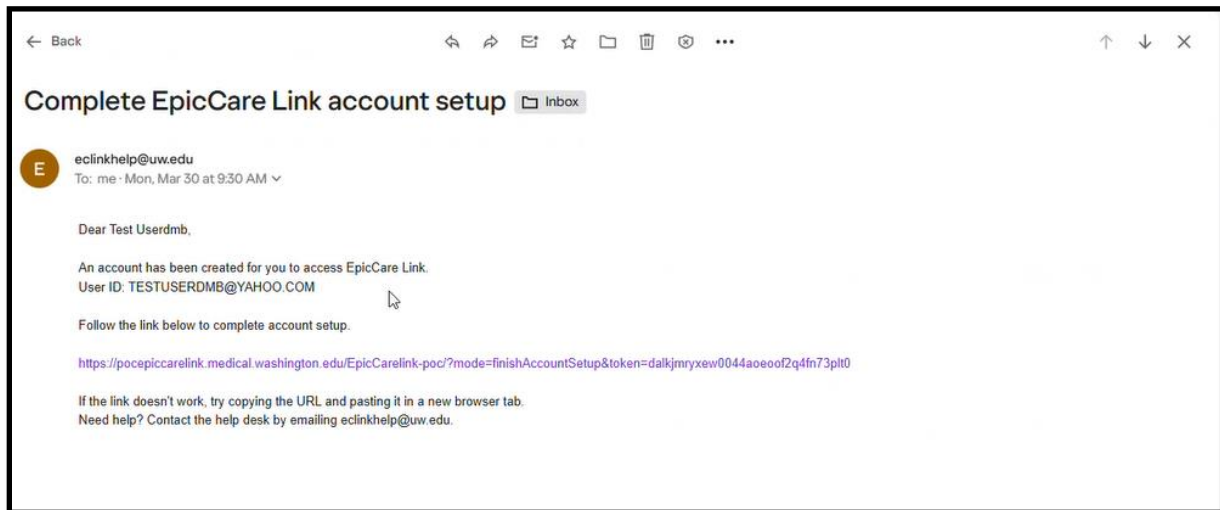 Back
Complete EpicCare Link account setup Inbox
E
eclinkhelp@uw.edu
To: me · Mon, Mar 30 at 9:30 AM
Dear Test Userdmb,
An account has been created for you to access EpicCare Link.
User ID: TESTUSERDMB@YAHOO.COM
Follow the link below to complete account setup.
https://pocepiccarelink.medical.washington.edu/EpicCarelink-poc/?mode=finishAccountSetup&token=dalkjmryxew0044aoeoof2q4fn73plt0
If the link doesn't work, try copying the URL and pasting it in a new browser tab.
Need help? Contact the help desk by emailing eclinkhelp@uw.edu.